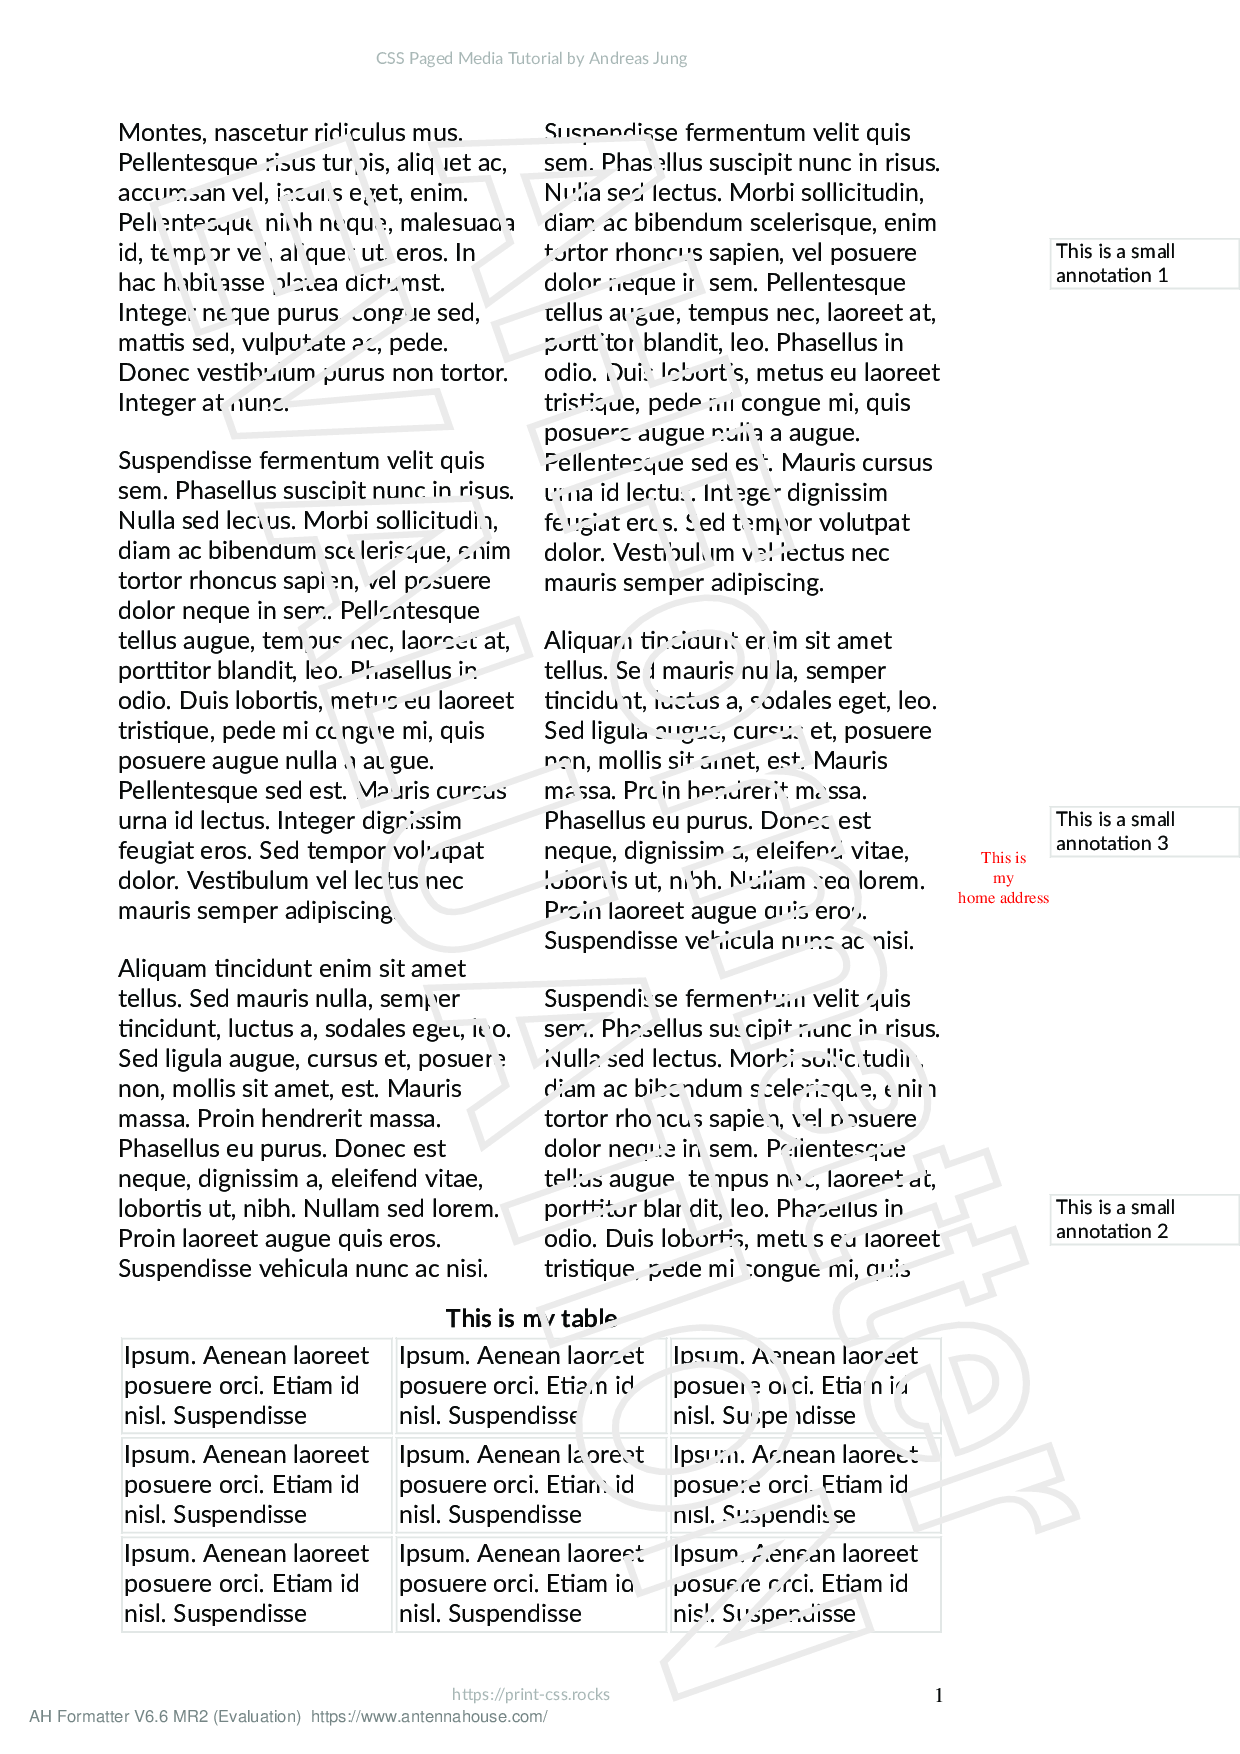 CSS Paged Media Tutorial by Andreas Jung
Montes, nascetur ridiculus mus.
Pellentesque risus turpis, aliquet ac,
accumsan vel, iaculis eget, enim.
Pellentesque nibh neque, malesuada
id, tempor vel, aliquet ut, eros. In
hac habitasse platea dictumst.
Integer neque purus, congue sed,
mattis sed, vulputate ac, pede.
Donec vestibulum purus non tortor.
Integer at nunc.
Suspendisse fermentum velit quis
sem. Phasellus suscipit nunc in risus.
Nulla sed lectus. Morbi sollicitudin,
diam ac bibendum scelerisque, enim
tortor rhoncus sapien, vel posuere
dolor neque in sem. Pellentesque
tellus augue, tempus nec, laoreet at,
porttitor blandit, leo. Phasellus in
odio. Duis lobortis, metus eu laoreet
tristique, pede mi congue mi, quis
posuere augue nulla a augue.
Pellentesque sed est. Mauris cursus
urna id lectus. Integer dignissim
feugiat eros. Sed tempor volutpat
dolor. Vestibulum vel lectus nec
mauris semper adipiscing.
Aliquam tincidunt enim sit amet
tellus. Sed mauris nulla, semper
tincidunt, luctus a, sodales eget, leo.
Sed ligula augue, cursus et, posuere
non, mollis sit amet, est. Mauris
massa. Proin hendrerit massa.
Phasellus eu purus. Donec est
neque, dignissim a, eleifend vitae,
lobortis ut, nibh. Nullam sed lorem.
Proin laoreet augue quis eros.
Suspendisse vehicula nunc ac nisi.
Suspendisse fermentum velit quis
sem. Phasellus suscipit nunc in risus.
Nulla sed lectus. Morbi sollicitudin,
diam ac bibendum scelerisque, enim
tortor rhoncus sapien, vel posuere
dolor neque in sem. Pellentesque
tellus augue, tempus nec, laoreet at,
porttitor blandit, leo. Phasellus in
odio. Duis lobortis, metus eu laoreet
tristique, pede mi congue mi, quis
posuere augue nulla a augue.
Pellentesque sed est. Mauris cursus
urna id lectus. Integer dignissim
feugiat eros. Sed tempor volutpat
dolor. Vestibulum vel lectus nec
mauris semper adipiscing.
Aliquam tincidunt enim sit amet
tellus. Sed mauris nulla, semper
tincidunt, luctus a, sodales eget, leo.
Sed ligula augue, cursus et, posuere
non, mollis sit amet, est. Mauris
massa. Proin hendrerit massa.
Phasellus eu purus. Donec est
neque, dignissim a, eleifend vitae,
lobortis ut, nibh. Nullam sed lorem.
Proin laoreet augue quis eros.
Suspendisse vehicula nunc ac nisi.
Suspendisse fermentum velit quis
sem. Phasellus suscipit nunc in risus.
Nulla sed lectus. Morbi sollicitudin,
diam ac bibendum scelerisque, enim
tortor rhoncus sapien, vel posuere
dolor neque in sem. Pellentesque
tellus augue, tempus nec, laoreet at,
porttitor blandit, leo. Phasellus in
odio. Duis lobortis, metus eu laoreet
tristique, pede mi congue mi, quis
This is a small
annotation 1
This is a small
annotation 3
This is
my
home address
This is a small
annotation 2
This is my table
Ipsum. Aenean laoreet
posuere orci. Etiam id
nisl. Suspendisse
Ipsum. Aenean laoreet
posuere orci. Etiam id
nisl. Suspendisse
Ipsum. Aenean laoreet
posuere orci. Etiam id
nisl. Suspendisse
Ipsum. Aenean laoreet
posuere orci. Etiam id
nisl. Suspendisse
Ipsum. Aenean laoreet
posuere orci. Etiam id
nisl. Suspendisse
Ipsum. Aenean laoreet
posuere orci. Etiam id
nisl. Suspendisse
Ipsum. Aenean laoreet
posuere orci. Etiam id
nisl. Suspendisse
Ipsum. Aenean laoreet
posuere orci. Etiam id
nisl. Suspendisse
Ipsum. Aenean laoreet
posuere orci. Etiam id
nisl. Suspendisse
https://print-css.rocks
1
AH Formatter V6.6 MR2 (Evaluation) https://www.antennahouse.com/
AHFormatter
EVALUATION